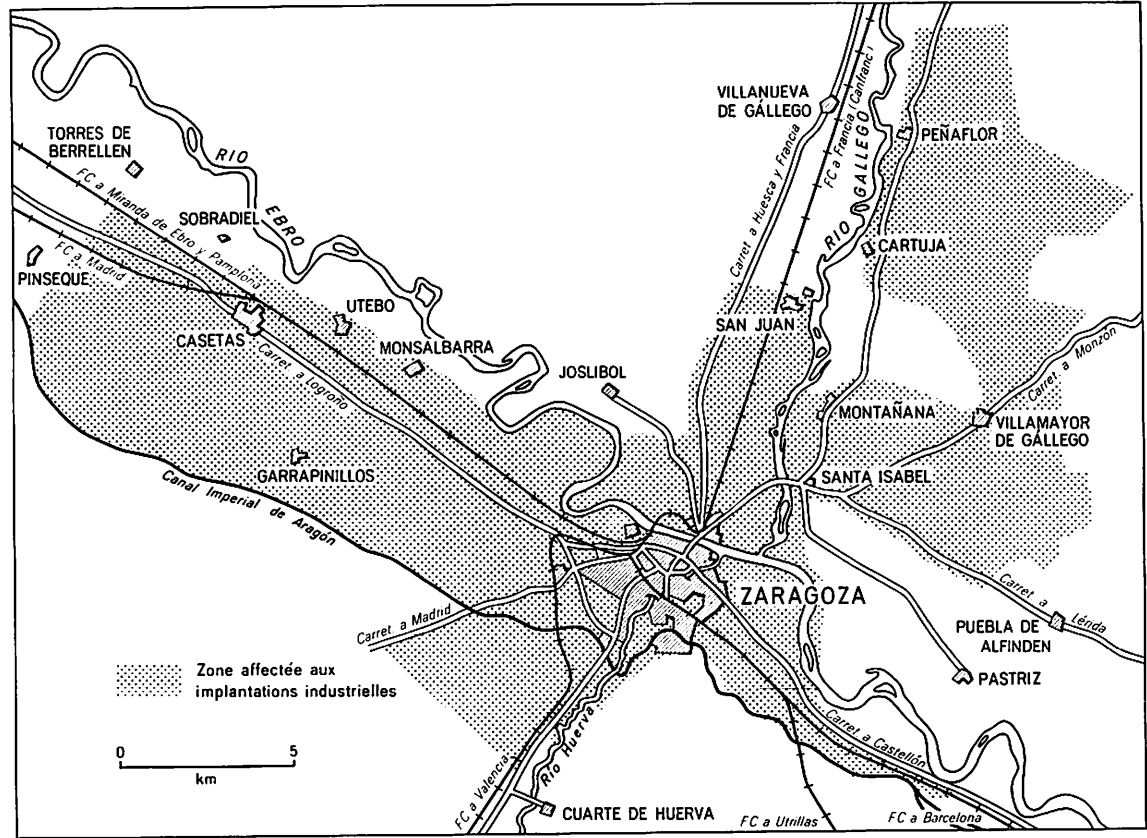 VILLANUEVA
DE GÁLLEGO
PEÑAFLOR
TORRES DE
BERRELLEN
RIO
EBRO
FC a Miranda de Ebro y Pamplona
SOBRADIEL
FC a Madrid
PINSEQUE
CASETAS
UTEBO
MONSALBARRA
Carret a Logroño
GARRAPINILLOS
Canal Imperial de Aragón
JOSLIBOL
Carret a Huesca y Francia
FC a Francia (Canfranc)
RIO GALLEGO
CARTUJA
SAN JUAN
MONTAÑANA
Carret a Monzón
VILLAMAYOR
DE GÁLLEGO
SANTA ISABEL
ZARAGOZA
Carret a Madrid
Carret a Lérida
PUEBLA DE
ALFINDEN
PASTRIZ
Zone affectée aux
implantations industrielles
0 5
km
Río Huerva
FC a Valencia
CUARTE DE HUERVA
Carret a Castellón
FC a Utrillas
FC a Barcelona